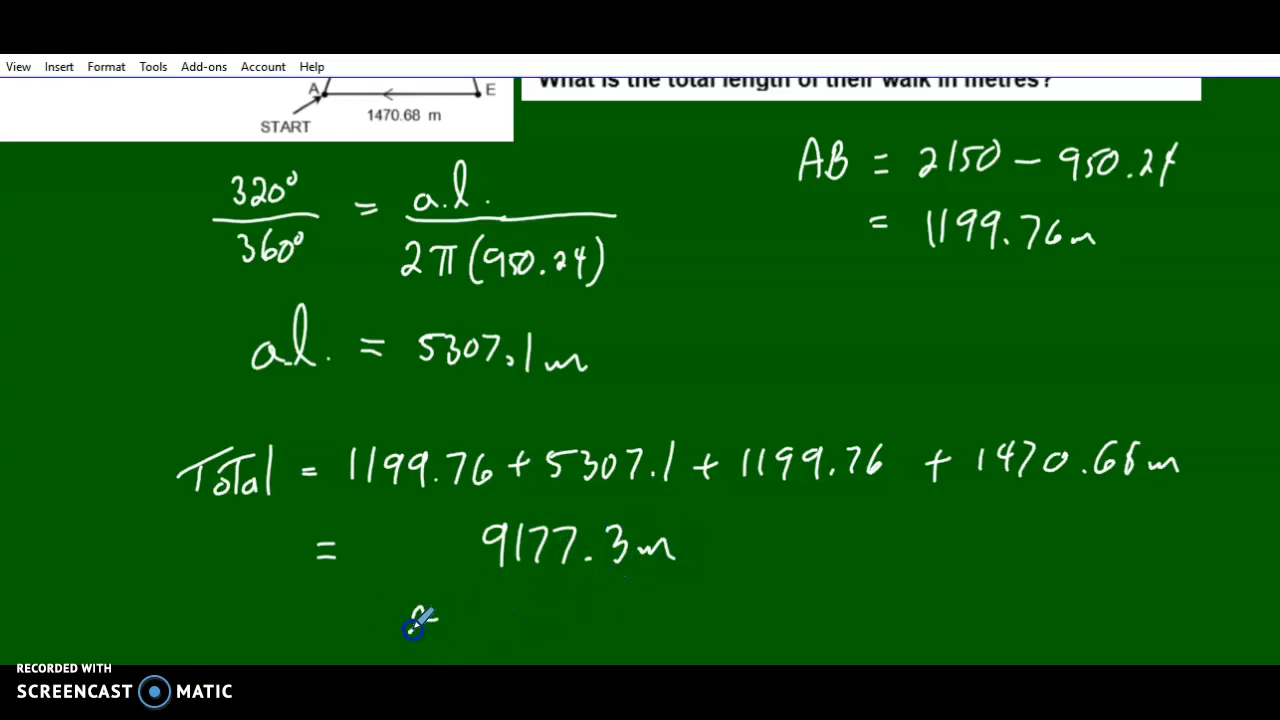 View Insert Format Tools Add-ons Account Help
What is the total length of their walk in metres?
A E
1470.68 m
START
320° / 360° = a.l. / 2π(950.24)
AB = 2150 - 950.24
= 1199.76m
a.l. = 5307.1m
Total = 1199.76 + 5307.1 + 1199.76 + 1470.68m
= 9177.3m
≈
RECORDED WITH
SCREENCAST MATIC